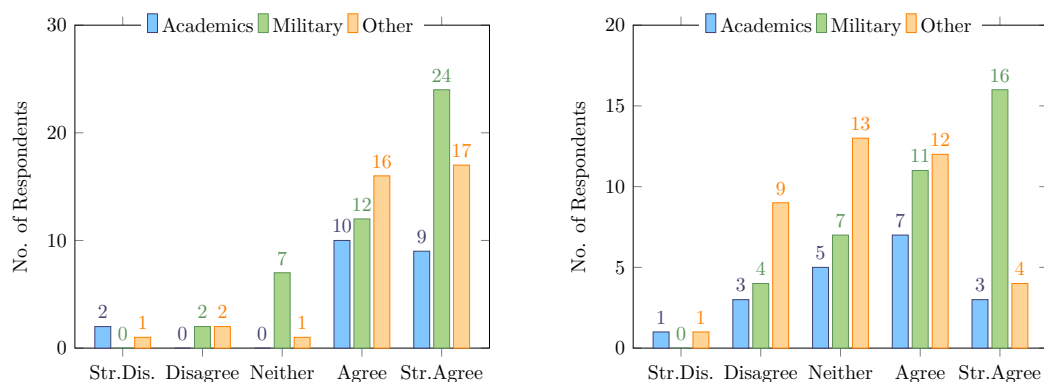 Academics Military Other
No. of Respondents
30
20
10
0
2 0 1
0 2 2
0 7 1
10 12 16
9 24 17
Str.Dis. Disagree Neither Agree Str.Agree
Academics Military Other
No. of Respondents
20
15
10
5
0
1 0 1
3 4 9
5 7 13
7 11 12
3 16 4
Str.Dis. Disagree Neither Agree Str.Agree